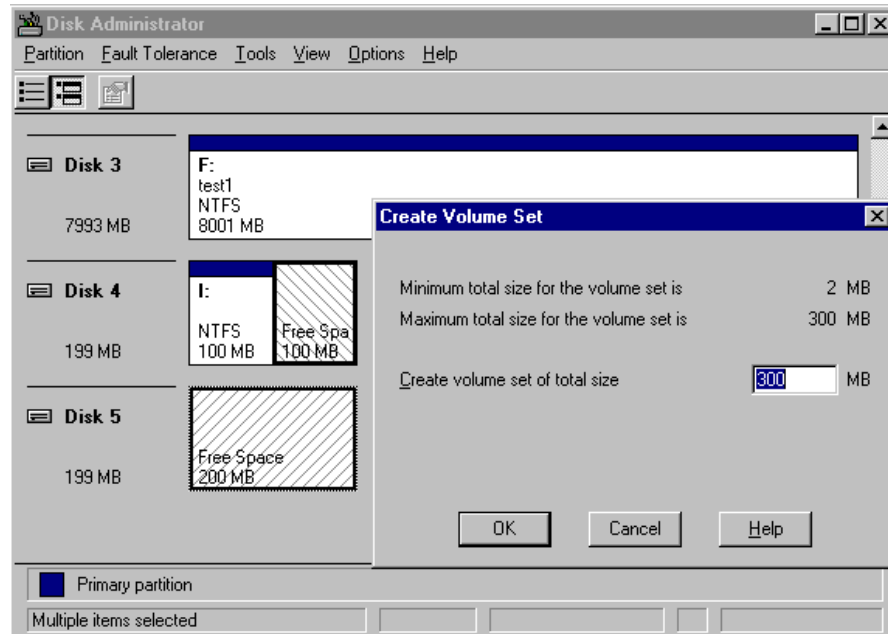 Disk Administrator
Partition Fault Tolerance Tools View Options Help
Disk 3
7993 MB
F:
test1
NTFS
8001 MB
Disk 4
199 MB
I:
NTFS
100 MB
Free Spa
100 MB
Disk 5
199 MB
Free Space
200 MB
Create Volume Set
Minimum total size for the volume set is 2 MB
Maximum total size for the volume set is 300 MB
Create volume set of total size 300 MB
OK Cancel Help
Primary partition
Multiple items selected